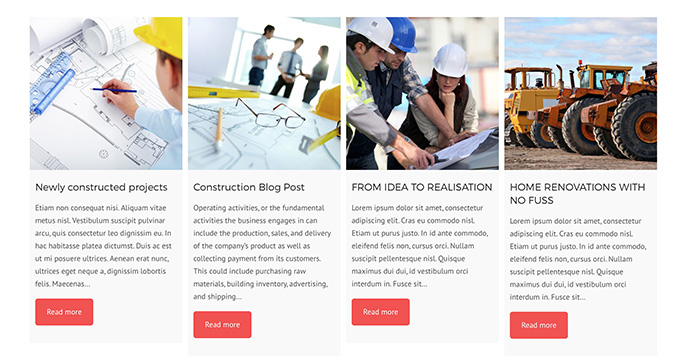 Newly constructed projects
Etiam non consequat nisi. Aliquam vitae
metus nisl. Vestibulum suscipit pulvinar
arcu, quis consectetur leo dignissim eu. In
hac habitasse platea dictumst. Duis ac est
ut mi posuere ultrices. Aenean erat nunc,
ultrices eget neque a, dignissim lobortis
felis. Maecenas...
Read more
Construction Blog Post
Operating activities, or the fundamental
activities the business engages in can
include the production, sales, and delivery
of the company's product as well as
collecting payment from its customers.
This could include purchasing raw
materials, building inventory, advertising,
and shipping...
Read more
FROM IDEA TO REALISATION
Lorem ipsum dolor sit amet, consectetur
adipiscing elit. Cras eu commodo nisl.
Etiam ut purus justo. In id ante commodo,
eleifend felis non, cursus orci. Nullam
suscipit pellentesque nisl. Quisque
maximus dui dui, id vestibulum orci
interdum in. Fusce sit...
Read more
HOME RENOVATIONS WITH
NO FUSS
Lorem ipsum dolor sit amet, consectetur
adipiscing elit. Cras eu commodo nisl.
Etiam ut purus justo. In id ante commodo,
eleifend felis non, cursus orci. Nullam
suscipit pellentesque nisl. Quisque
maximus dui dui, id vestibulum orci
interdum in. Fusce sit...
Read more